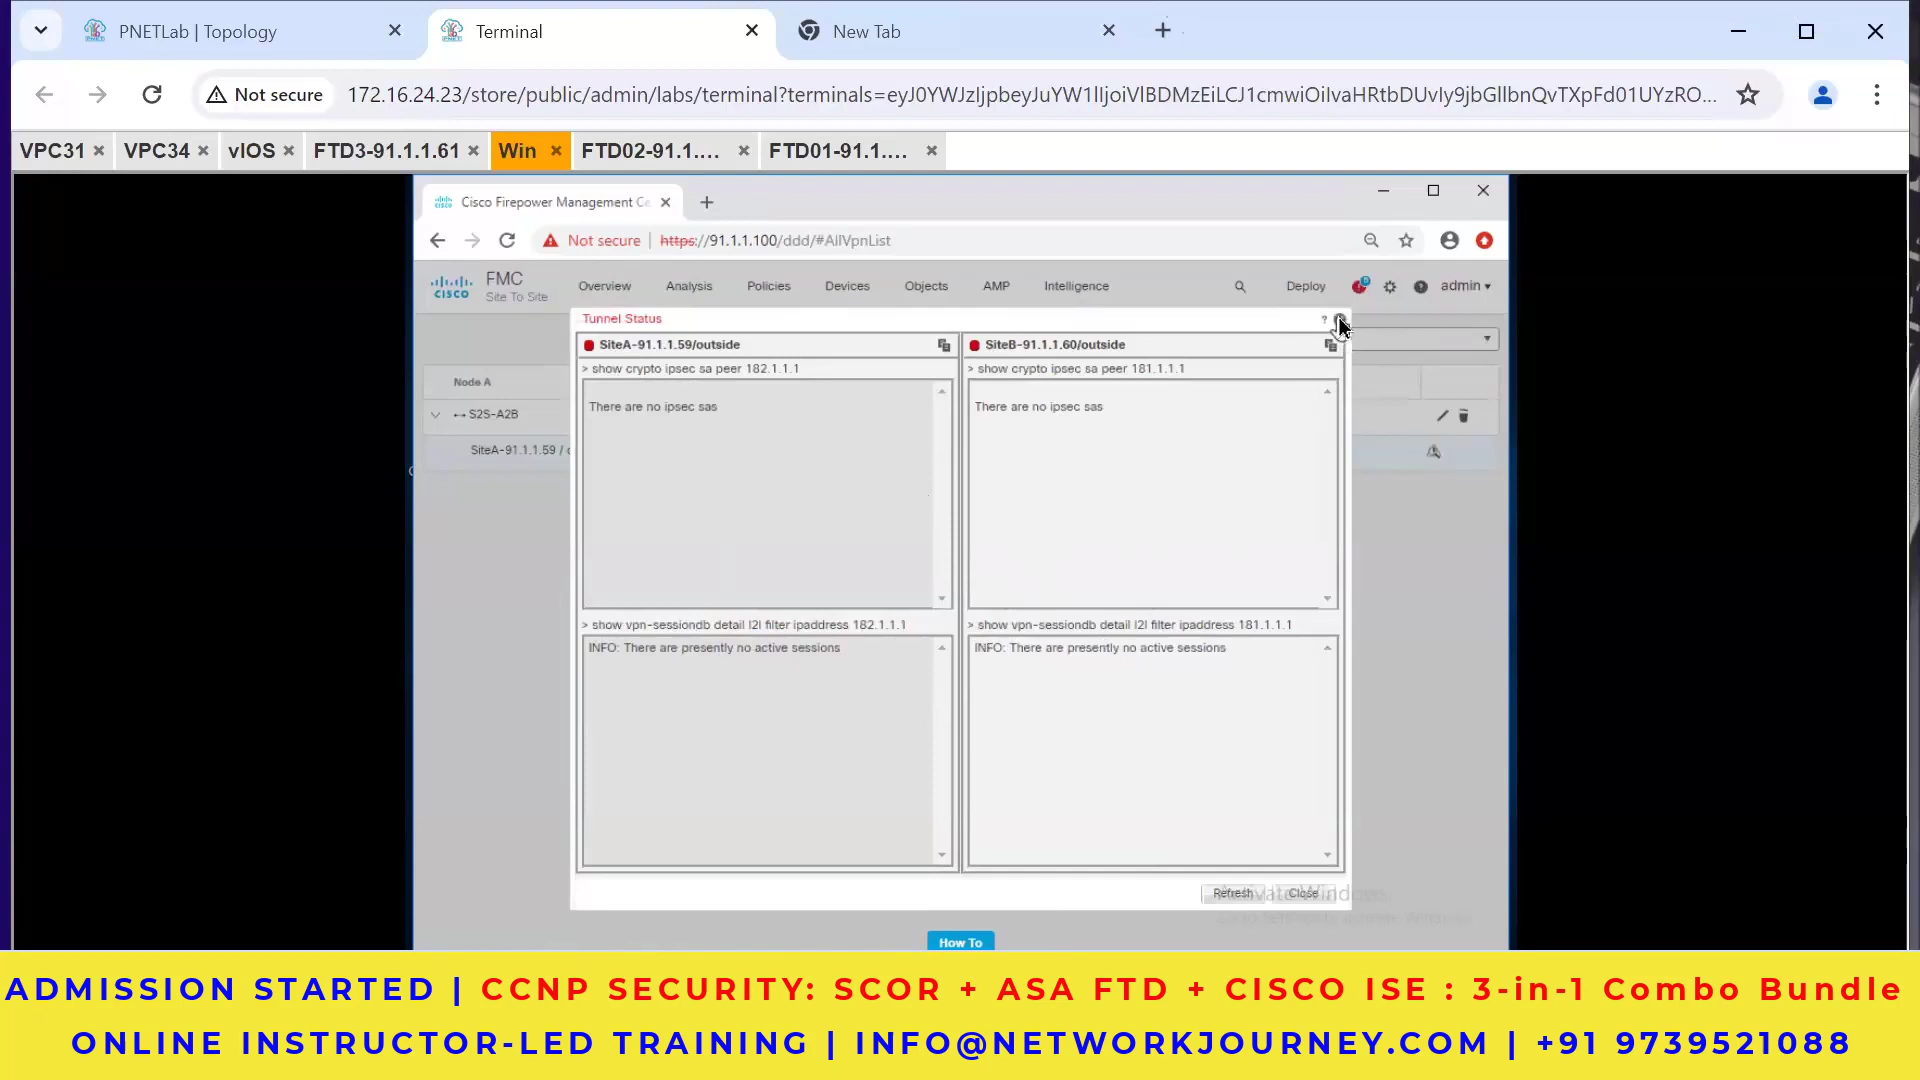 PNETLab | Topology
Terminal
New Tab
Not secure
172.16.24.23/store/public/admin/labs/terminal?terminals=eyJ0YWJzIjpbeyJuYW1lIjoiVlBDMzEiLCJ1cmwiOiIvaHRtbDUvIy9jbGllbnQvTXpFd01UYzRO...
VPC31
VPC34
vIOS
FTD3-91.1.1.61
Win
FTD02-91.1....
FTD01-91.1....
Cisco Firepower Management Ce
Not secure
https://91.1.1.100/ddd/#AllVpnList
CISCO
FMC
Site To Site
Overview
Analysis
Policies
Devices
Objects
AMP
Intelligence
Deploy
admin
Tunnel Status
?
SiteA-91.1.1.59/outside
SiteB-91.1.1.60/outside
> show crypto ipsec sa peer 182.1.1.1
> show crypto ipsec sa peer 181.1.1.1
Node A
There are no ipsec sas
There are no ipsec sas
S2S-A2B
SiteA-91.1.1.59 /
> show vpn-sessiondb detail l2l filter ipaddress 182.1.1.1
> show vpn-sessiondb detail l2l filter ipaddress 181.1.1.1
INFO: There are presently no active sessions
INFO: There are presently no active sessions
Refresh
Close
Activate Windows
How To
ADMISSION STARTED | CCNP SECURITY: SCOR + ASA FTD + CISCO ISE : 3-in-1 Combo Bundle
ONLINE INSTRUCTOR-LED TRAINING | INFO@NETWORKJOURNEY.COM | +91 9739521088